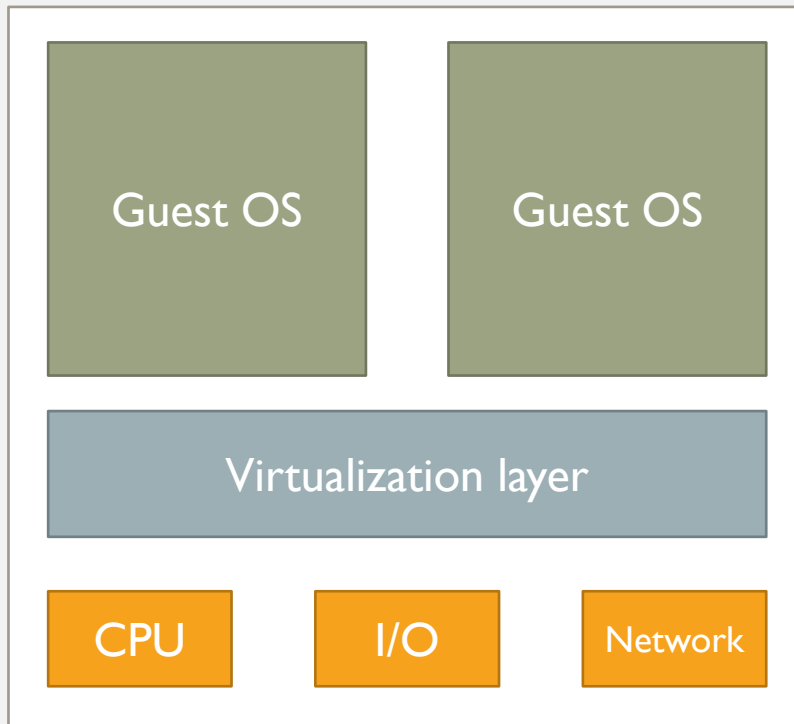 Guest OS
Guest OS
Virtualization layer
CPU
I/O
Network